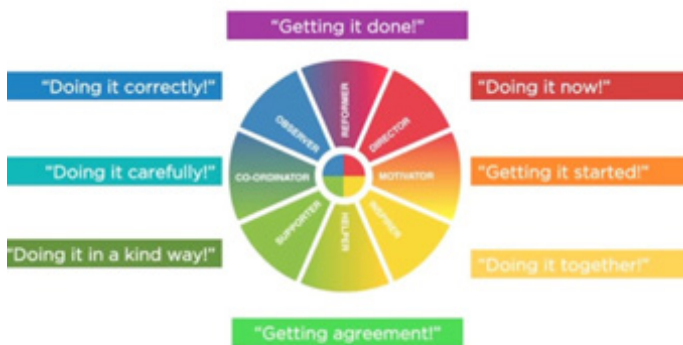 “Getting it done!”
“Doing it correctly!”
“Doing it now!”
REFORMER
OBSERVER
DIRECTOR
“Doing it carefully!”
CO-ORDINATOR
MOTIVATOR
“Getting it started!”
SUPPORTER
HELPER
INSPIRER
“Doing it in a kind way!”
“Doing it together!”
“Getting agreement!”